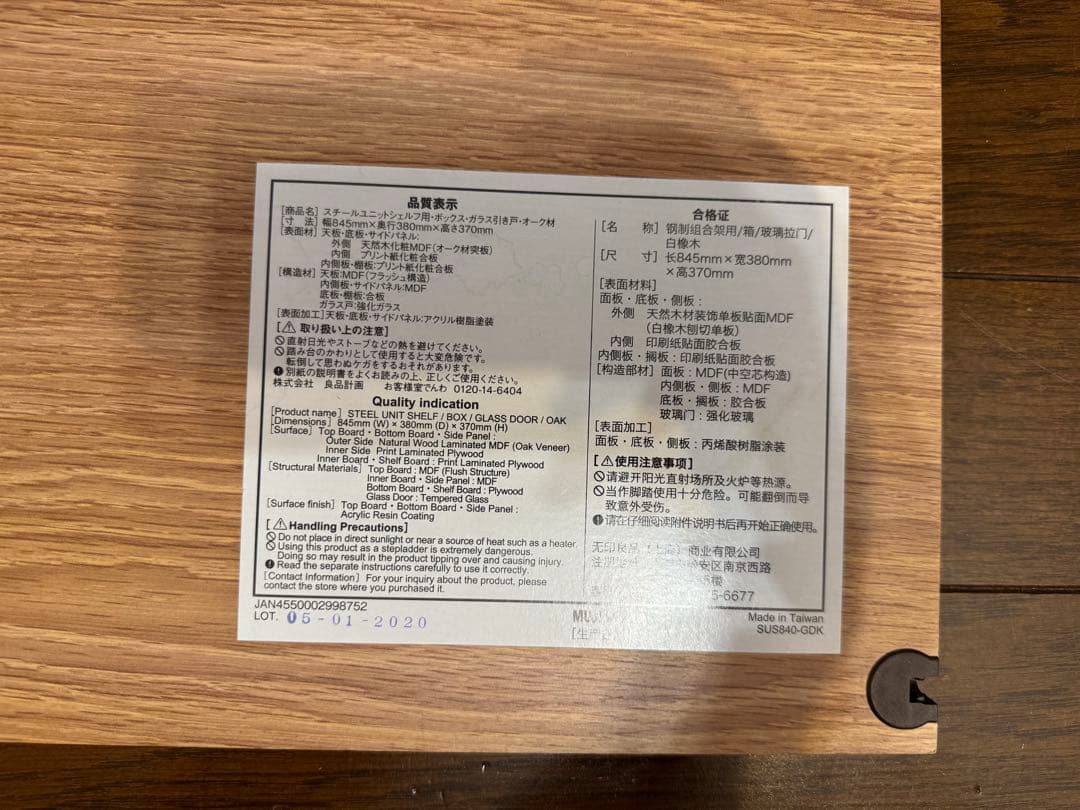 品質表示
[商品名] スチールユニットシェルフ用・ボックス・ガラス引き戸・オーク材
[寸 法] 幅845mm×奥行380mm×高さ370mm
[表面材] 天板・底板・サイドパネル:
外側 天然木化粧MDF(オーク材突板)
内側 プリント紙化粧合板
内側板・棚板:プリント紙化粧合板
[構造材] 天板:MDF(フラッシュ構造)
内側板・サイドパネル:MDF
底板・棚板:合板
ガラス戸:強化ガラス
[表面加工] 天板・底板・サイドパネル:アクリル樹脂塗装
[⚠ 取り扱い上の注意]
直射日光やストーブなどの熱を避けてください。
踏み台のかわりとして使用すると大変危険です。
転倒して思わぬケガをするおそれがあります。
別紙の説明書をよくお読みの上、正しくご使用ください。
株式会社 良品計画 お客様室でんわ 0120-14-6404
Quality indication
[Product name] STEEL UNIT SHELF / BOX / GLASS DOOR / OAK
[Dimensions] 845mm (W) × 380mm (D) × 370mm (H)
[Surface] Top Board・Bottom Board・Side Panel :
Outer Side Natural Wood Laminated MDF (Oak Veneer)
Inner Side Print Laminated Plywood
Inner Board・Shelf Board : Print Laminated Plywood
[Structural Materials] Top Board : MDF (Flush Structure)
Inner Board・Side Panel : MDF
Bottom Board・Shelf Board : Plywood
Glass Door : Tempered Glass
[Surface finish] Top Board・Bottom Board・Side Panel :
Acrylic Resin Coating
[⚠ Handling Precautions]
Do not place in direct sunlight or near a source of heat such as a heater.
Using this product as a stepladder is extremely dangerous.
Doing so may result in the product tipping over and causing injury.
Read the separate instructions carefully to use it correctly.
[Contact Information] For your inquiry about the product, please
contact the store where you purchased it.
合格证
[名 称] 钢制组合架用/箱/玻璃拉门/
白橡木
[尺 寸] 长845mm×宽380mm
×高370mm
[表面材料]
面板・底板・侧板:
外侧 天然木材装饰单板贴面MDF
(白橡木刨切单板)
内侧 印刷纸贴面胶合板
内侧板・搁板:印刷纸贴面胶合板
[构造部材] 面板:MDF(中空芯构造)
内侧板・侧板:MDF
底板・搁板:胶合板
玻璃门:强化玻璃
[表面加工]
面板・底板・侧板:丙烯酸树脂涂装
[⚠使用注意事项]
请避开阳光直射场所及火炉等热源。
当作脚踏使用十分危险。可能翻倒而导
致意外受伤。
请在仔细阅读附件说明书后再开始正确使用。
无印良品(上海)商业有限公司
安区南京西路
楼
5-6677
JAN4550002998752
LOT. 05-01-2020
MUJI
Made in Taiwan
SUS840-GDK